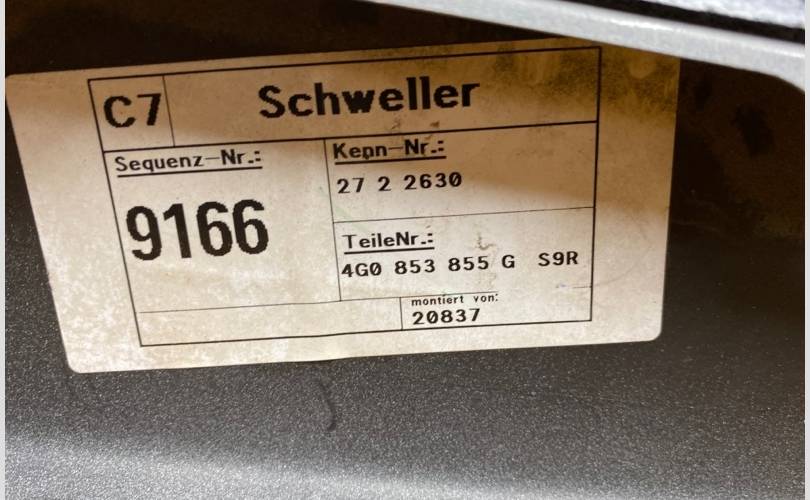 C7 Schweller
Sequenz-Nr.:
9166
Kenn-Nr.:
27 2 2630
TeileNr.:
4G0 853 855 G S9R
montiert von:
20837